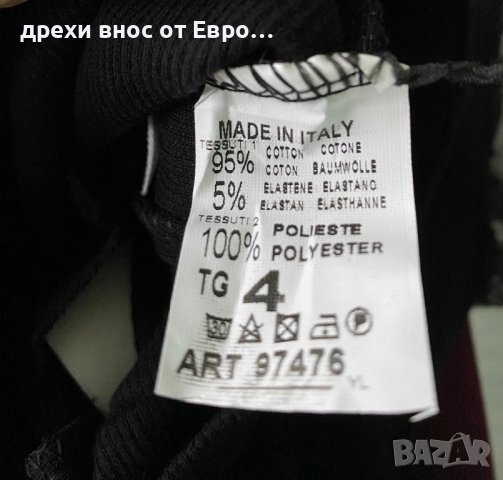 дрехи внос от Евро...
MADE IN ITALY
TESSUTI 1
95% COTTON COTONE
COTON BAUMWOLLE
5% ELASTENE ELASTANO
ELASTAN ELASTHANNE
TESSUTI 2
100% POLIESTE
POLYESTER
TG 4
30
ART 97476
YL
BAZAR